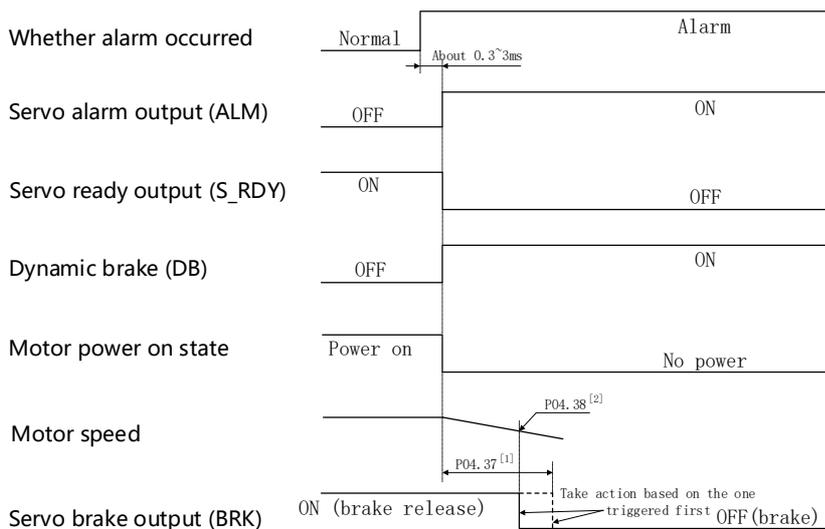 Whether alarm occurred
Normal
Alarm
About 0.3~3ms
Servo alarm output (ALM)
OFF
ON
Servo ready output (S_RDY)
ON
OFF
Dynamic brake (DB)
OFF
ON
Motor power on state
Power on
No power
P04.38[2]
Motor speed
P04.37[1]
Servo brake output (BRK)
ON (brake release)
Take action based on the one
triggered first
OFF(brake)